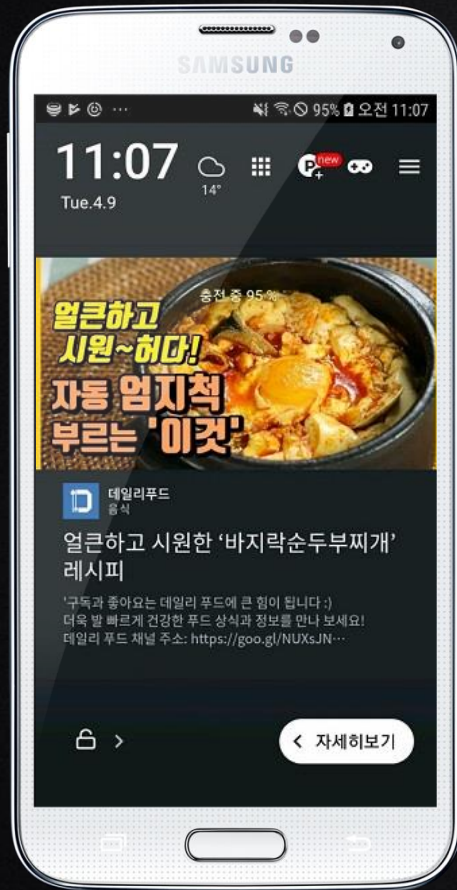 SAMSUNG
··· 95% 오전 11:07
11:07
14°
P+ new
Tue.4.9
충전 중 95 %
얼큰하고
시원~허다!
자동 엄지척
부르는 '이것'
데일리푸드
음식
얼큰하고 시원한 ‘바지락순두부찌개’
레시피
'구독과 좋아요는 데일리 푸드에 큰 힘이 됩니다 :)
더욱 발 빠르게 건강한 푸드 상식과 정보를 만나 보세요!
데일리 푸드 채널 주소: https://goo.gl/NUXsJN···
자세히보기